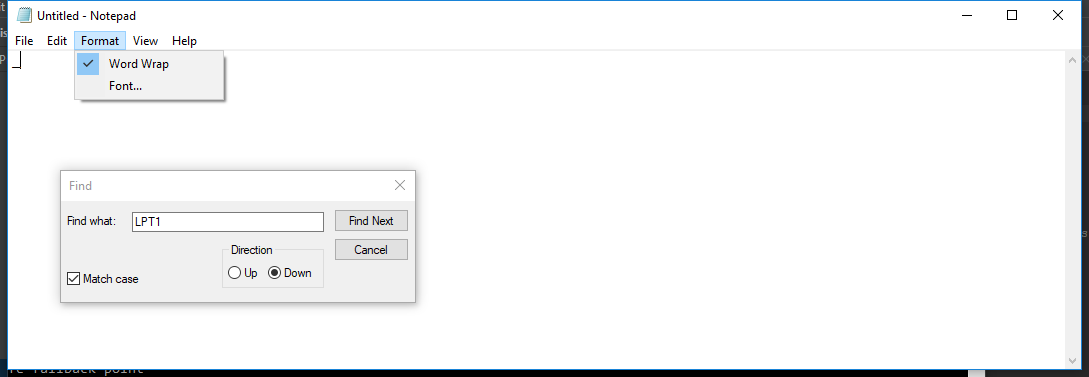 Untitled - Notepad
File Edit Format View Help
Word Wrap
Font...
Find
Find what: LPT1 Find Next
Direction Cancel
Up Down
Match case
re fallback point